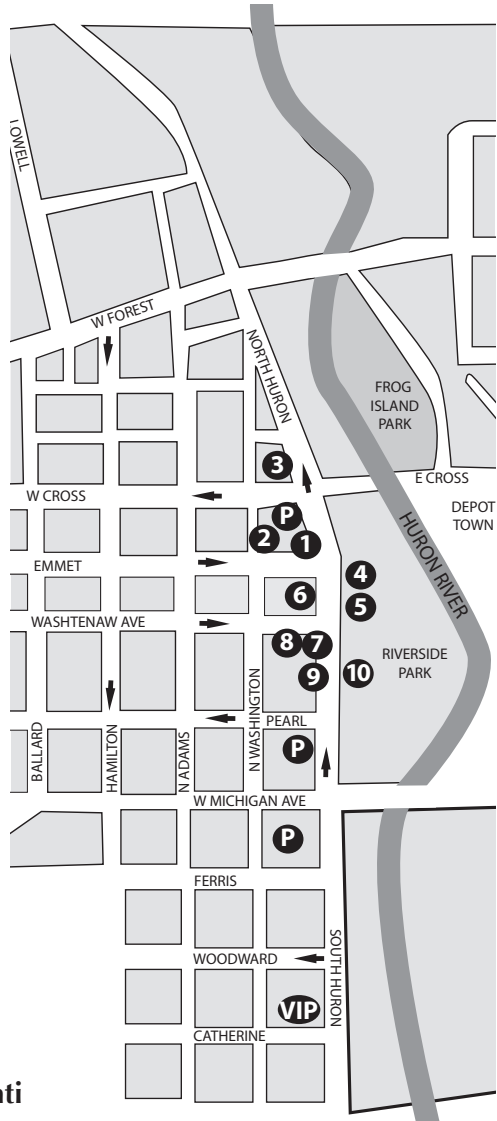 LOWELL
W FOREST
NORTH HURON
FROG
ISLAND
PARK
3
E CROSS
W CROSS
DEPOT
TOWN
P
2
1
HURON RIVER
EMMET
4
5
6
WASHTENAW AVE
8
7
RIVERSIDE
PARK
9
10
BALLARD
HAMILTON
N ADAMS
N WASHINGTON
PEARL
P
W MICHIGAN AVE
P
FERRIS
WOODWARD
SOUTH HURON
VIP
CATHERINE